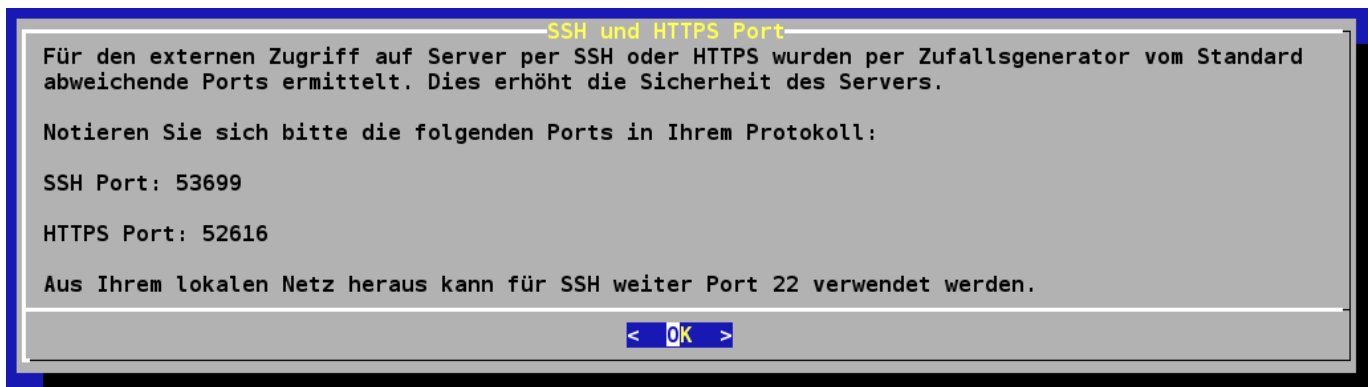 SSH und HTTPS Port
Für den externen Zugriff auf Server per SSH oder HTTPS wurden per Zufallsgenerator vom Standard
abweichende Ports ermittelt. Dies erhöht die Sicherheit des Servers.
Notieren Sie sich bitte die folgenden Ports in Ihrem Protokoll:
SSH Port: 53699
HTTPS Port: 52616
Aus Ihrem lokalen Netz heraus kann für SSH weiter Port 22 verwendet werden.
< OK >